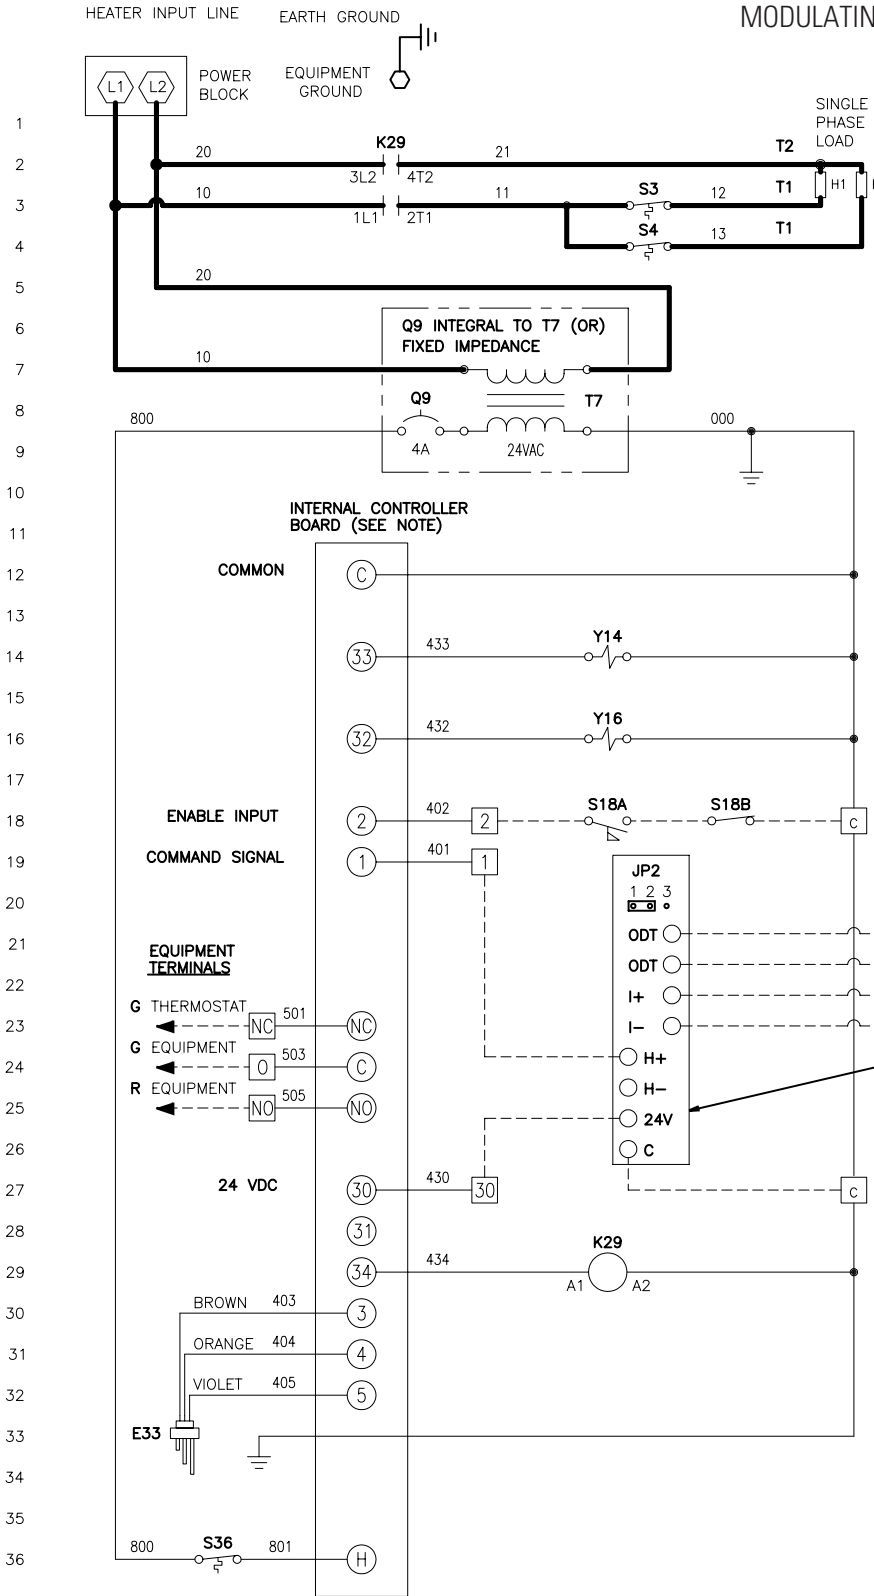 HEATER INPUT LINE
EARTH GROUND
MODULATIN
L1 L2
POWER
BLOCK
EQUIPMENT
GROUND
SINGLE
PHASE
LOAD
1
2 20 K29 21 T2
3L2 4T2
H1
3 10 11 S3 12 T1
1L1 2T1
4 S4 13 T1
5 20
6
Q9 INTEGRAL TO T7 (OR)
FIXED IMPEDANCE
7 10
8 Q9 T7
800 000
9 4A 24VAC
10
INTERNAL CONTROLLER
BOARD (SEE NOTE)
11
12 COMMON C
13
14 33 433 Y14
15
16 32 432 Y16
17
18 ENABLE INPUT 2 402 2 S18A S18B C
19 COMMAND SIGNAL 1 401 1
JP2
20 1 2 3
21 ODT
EQUIPMENT
TERMINALS
22 ODT
I+
G THERMOSTAT
23 NC 501 NC I-
G EQUIPMENT
24 O 503 C H+
R EQUIPMENT
H-
25 NO 505 NO 24V
26 C
27 24 VDC 30 430 30 C
28 31
29 34 434 K29
A1 A2
30 BROWN 403 3
31 ORANGE 404 4
32 VIOLET 405 5
33 E33
34
35
36 800 S36 801 H